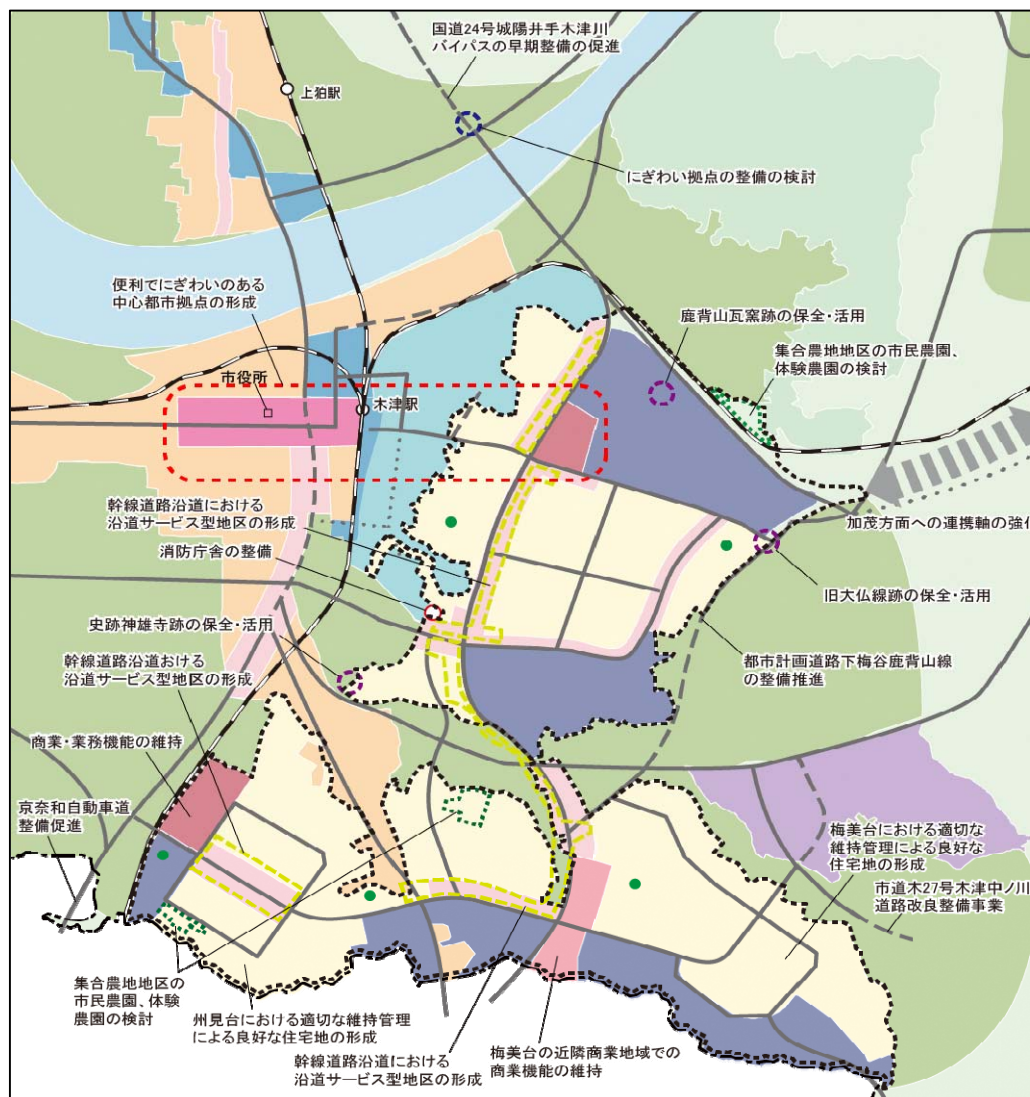 国道24号城陽井手木津川
バイパスの早期整備の促進
上狛駅
にぎわい拠点の整備の検討
便利でにぎわいのある
中心都市拠点の形成
鹿背山瓦窯跡の保全・活用
集合農地地区の市民農園、
体験農園の検討
市役所
木津駅
幹線道路沿道における
沿道サービス型地区の形成
加茂方面への連携軸の強化
消防庁舎の整備
旧大仏線跡の保全・活用
史跡神雄寺跡の保全・活用
都市計画道路下梅谷鹿背山線
の整備推進
幹線道路沿道おける
沿道サービス型地区の形成
商業・業務機能の維持
京奈和自動車道
整備促進
梅美台における適切な
維持管理による良好な
住宅地の形成
市道木27号木津中ノ川
道路改良整備事業
集合農地地区の
市民農園、体験
農園の検討
州見台における適切な維持管理
による良好な住宅地の形成
幹線道路沿道における
沿道サービス型地区の形成
梅美台の近隣商業地域での
商業機能の維持